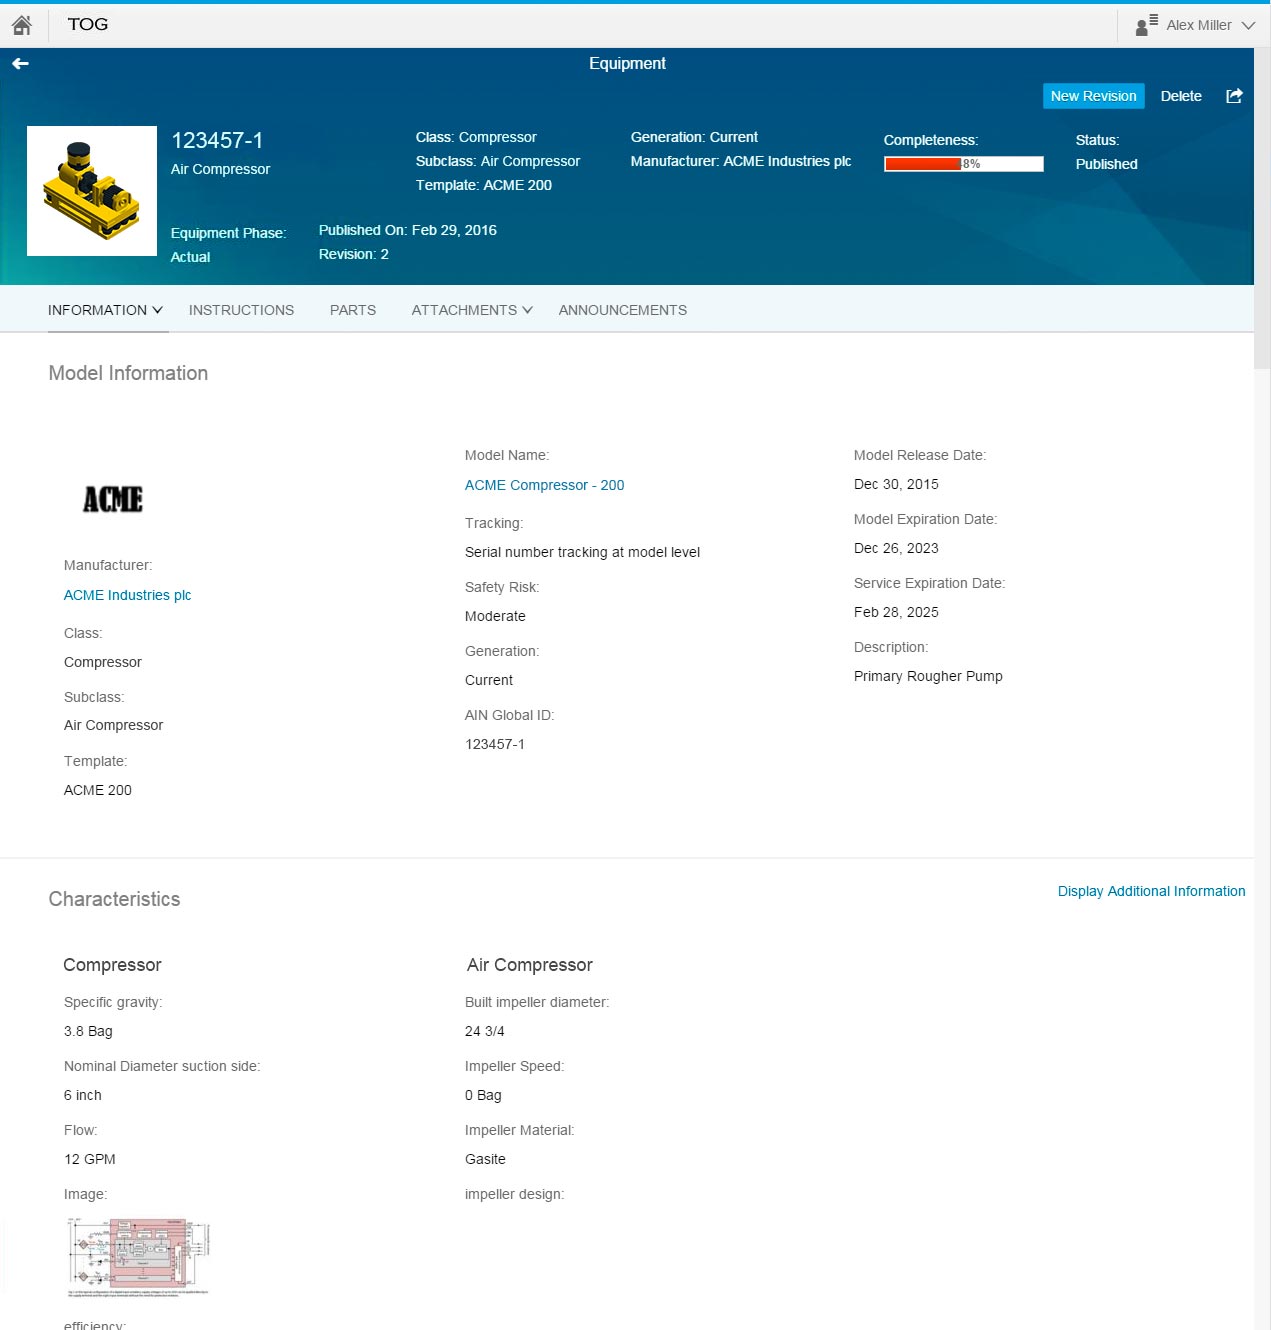 TOG
Alex Miller
Equipment
New Revision Delete
123457-1
Air Compressor
Class: Compressor
Subclass: Air Compressor
Template: ACME 200
Generation: Current
Manufacturer: ACME Industries plc
Completeness:
48%
Status:
Published
Equipment Phase:
Actual
Published On: Feb 29, 2016
Revision: 2
INFORMATION INSTRUCTIONS PARTS ATTACHMENTS ANNOUNCEMENTS
Model Information
ACME
Manufacturer:
ACME Industries plc
Class:
Compressor
Subclass:
Air Compressor
Template:
ACME 200
Model Name:
ACME Compressor - 200
Tracking:
Serial number tracking at model level
Safety Risk:
Moderate
Generation:
Current
AIN Global ID:
123457-1
Model Release Date:
Dec 30, 2015
Model Expiration Date:
Dec 26, 2023
Service Expiration Date:
Feb 28, 2025
Description:
Primary Rougher Pump
Characteristics
Display Additional Information
Compressor
Specific gravity:
3.8 Bag
Nominal Diameter suction side:
6 inch
Flow:
12 GPM
Image:
efficiency:
Air Compressor
Built impeller diameter:
24 3/4
Impeller Speed:
0 Bag
Impeller Material:
Gasite
impeller design: